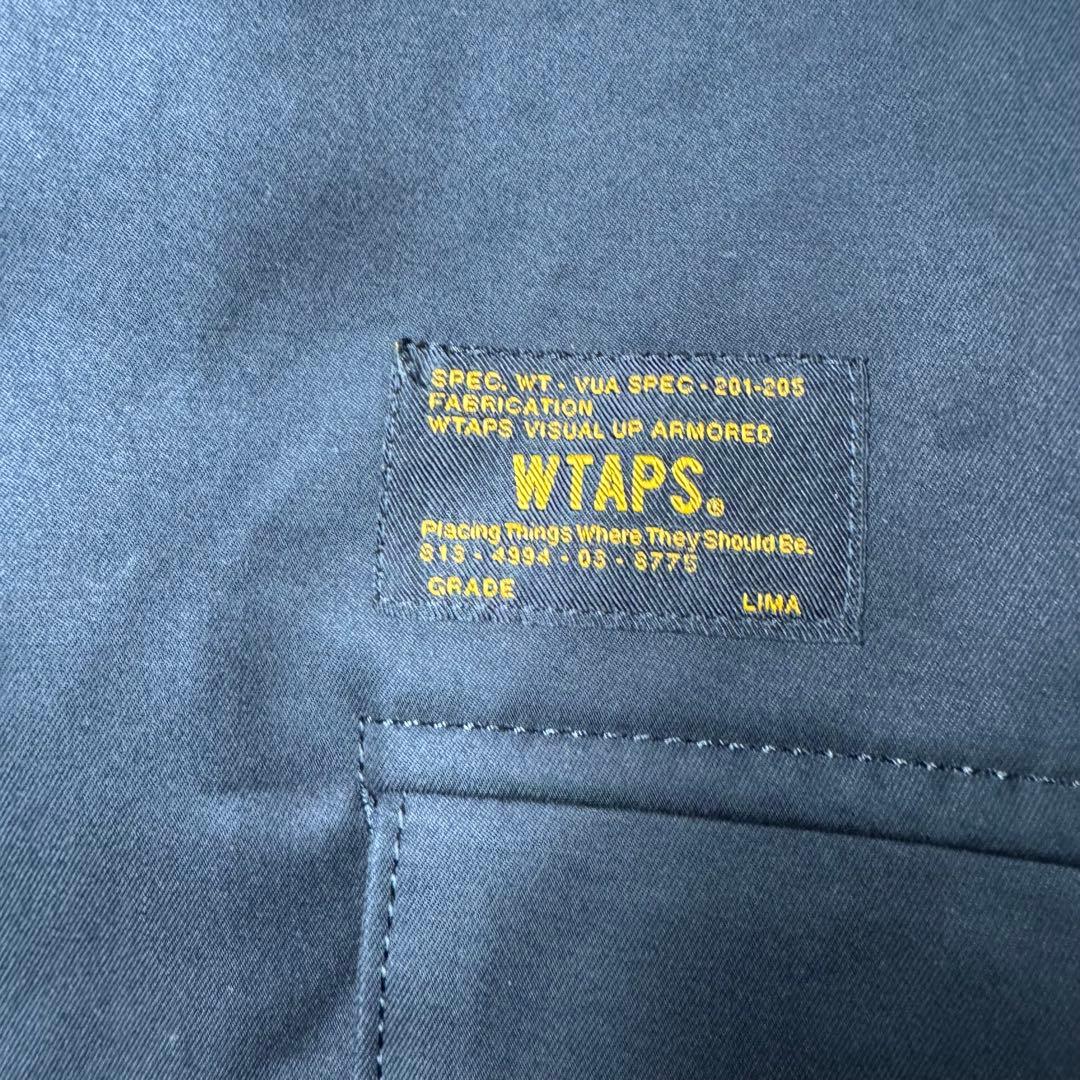 SPEC. WT - VUA SPEC - 201-205
FABRICATION
WTAPS VISUAL UP ARMORED
WTAPS®
Placing Things Where They Should Be.
813 - 4994 - 03 - 5775
GRADE LIMA